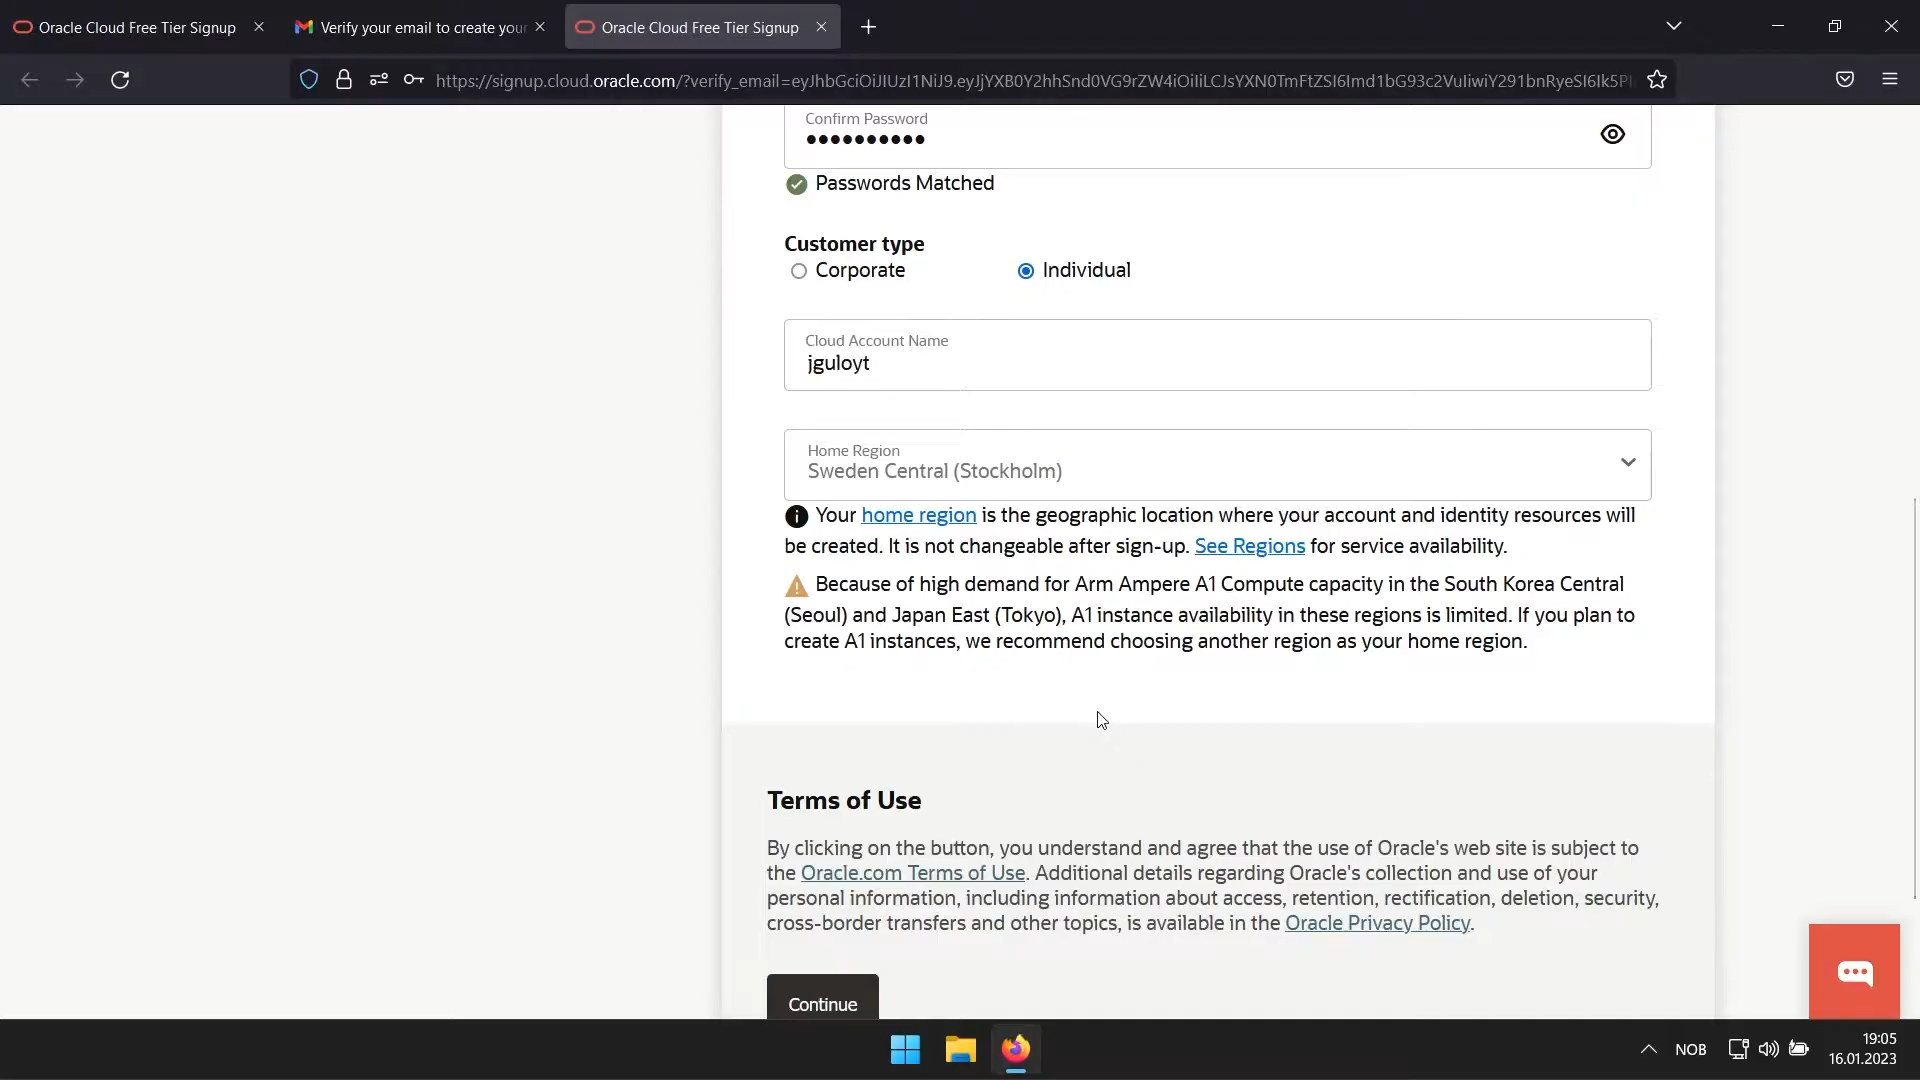 Oracle Cloud Free Tier Signup
Verify your email to create your
Oracle Cloud Free Tier Signup
Confirm Password
••••••••••
Passwords Matched
Customer type
Corporate
Individual
Cloud Account Name
jguloyt
Home Region
Sweden Central (Stockholm)
Your home region is the geographic location where your account and identity resources will
be created. It is not changeable after sign-up. See Regions for service availability.
Because of high demand for Arm Ampere A1 Compute capacity in the South Korea Central
(Seoul) and Japan East (Tokyo), A1 instance availability in these regions is limited. If you plan to
create A1 instances, we recommend choosing another region as your home region.
Terms of Use
By clicking on the button, you understand and agree that the use of Oracle's web site is subject to
the Oracle.com Terms of Use. Additional details regarding Oracle's collection and use of your
personal information, including information about access, retention, rectification, deletion, security,
cross-border transfers and other topics, is available in the Oracle Privacy Policy.
Continue
NOB
19:05
16.01.2023